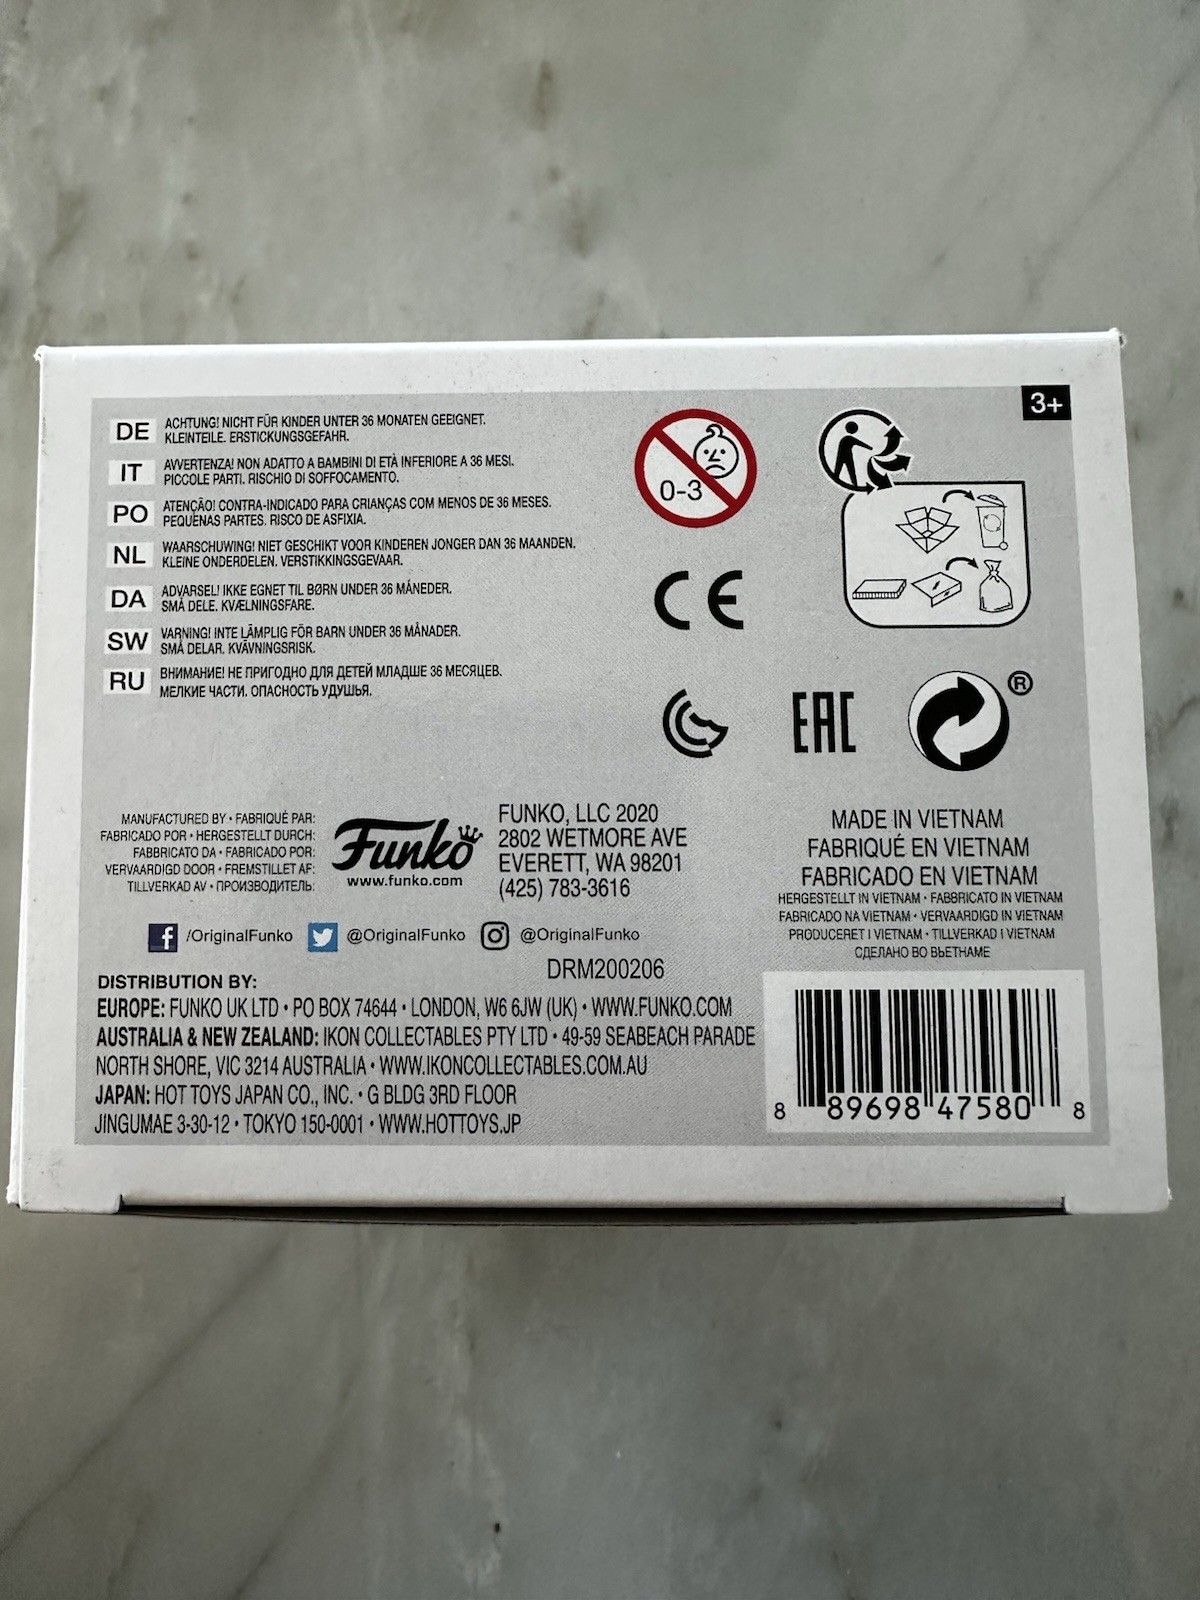 3+
DE
ACHTUNG! NICHT FÜR KINDER UNTER 36 MONATEN GEEIGNET.
KLEINTEILE. ERSTICKUNGSGEFAHR.
IT
AVVERTENZA! NON ADATTO A BAMBINI DI ETÀ INFERIORE A 36 MESI.
PICCOLE PARTI. RISCHIO DI SOFFOCAMENTO.
PO
ATENÇÃO! CONTRA-INDICADO PARA CRIANÇAS COM MENOS DE 36 MESES.
PEQUENAS PARTES. RISCO DE ASFIXIA.
NL
WAARSCHUWING! NIET GESCHIKT VOOR KINDEREN JONGER DAN 36 MAANDEN.
KLEINE ONDERDELEN. VERSTIKKINGSGEVAAR.
DA
ADVARSEL! IKKE EGNET TIL BØRN UNDER 36 MÅNEDER.
SMÅ DELE. KVÆLNINGSFARE.
SW
VARNING! INTE LÄMPLIG FÖR BARN UNDER 36 MÅNADER.
SMÅ DELAR. KVÄVNINGSRISK.
RU
ВНИМАНИЕ! НЕ ПРИГОДНО ДЛЯ ДЕТЕЙ МЛАДШЕ 36 МЕСЯЦЕВ.
МЕЛКИЕ ЧАСТИ. ОПАСНОСТЬ УДУШЬЯ.
0-3
CE
EAC
®
MANUFACTURED BY • FABRIQUÉ PAR:
FABRICADO POR • HERGESTELLT DURCH:
FABBRICATO DA • FABRICADO POR:
VERVAARDIGD DOOR • FREMSTILLET AF:
TILLVERKAD AV • ПРОИЗВОДИТЕЛЬ:
Funko
www.funko.com
FUNKO, LLC 2020
2802 WETMORE AVE
EVERETT, WA 98201
(425) 783-3616
MADE IN VIETNAM
FABRIQUÉ EN VIETNAM
FABRICADO EN VIETNAM
HERGESTELLT IN VIETNAM • FABBRICATO IN VIETNAM
FABRICADO NA VIETNAM • VERVAARDIGD IN VIETNAM
PRODUCERET I VIETNAM • TILLVERKAD I VIETNAM
СДЕЛАНО ВО ВЬЕТНАМЕ
/OriginalFunko @OriginalFunko @OriginalFunko
DRM200206
DISTRIBUTION BY:
EUROPE: FUNKO UK LTD • PO BOX 74644 • LONDON, W6 6JW (UK) • WWW.FUNKO.COM
AUSTRALIA & NEW ZEALAND: IKON COLLECTABLES PTY LTD • 49-59 SEABEACH PARADE
NORTH SHORE, VIC 3214 AUSTRALIA • WWW.IKONCOLLECTABLES.COM.AU
JAPAN: HOT TOYS JAPAN CO., INC. • G BLDG 3RD FLOOR
JINGUMAE 3-30-12 • TOKYO 150-0001 • WWW.HOTTOYS.JP
8 89698 47580 8